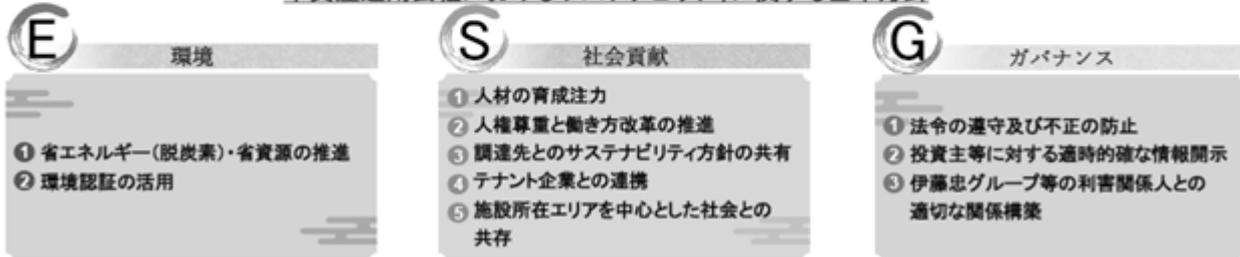 E
環境
❶ 省エネルギー(脱炭素)・省資源の推進
❷ 環境認証の活用
S
社会貢献
❶ 人材の育成注力
❷ 人権尊重と働き方改革の推進
❸ 調達先とのサステナビリティ方針の共有
❹ テナント企業との連携
❺ 施設所在エリアを中心とした社会との
共存
G
ガバナンス
❶ 法令の遵守及び不正の防止
❷ 投資主等に対する適時的確な情報開示
❸ 伊藤忠グループ等の利害関係人との
適切な関係構築